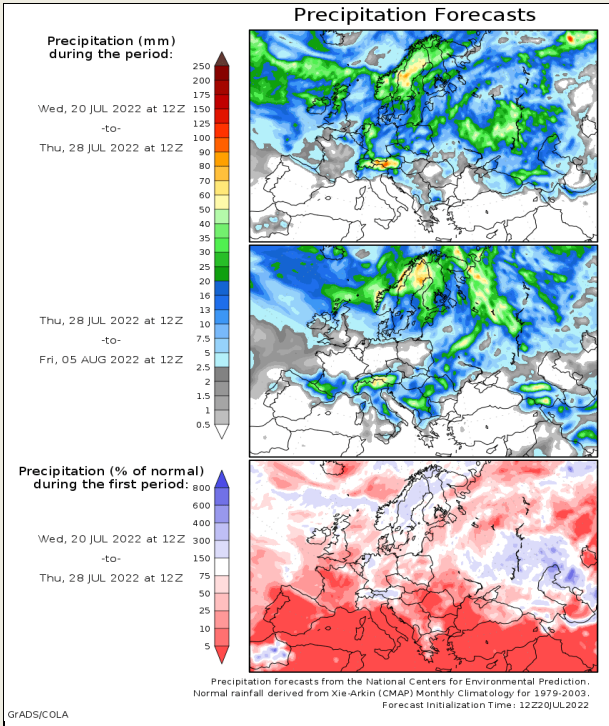 Precipitation Forecasts
Precipitation (mm)
during the period:
Wed, 20 JUL 2022 at 12Z
-to-
Thu, 28 JUL 2022 at 12Z
250
200
175
150
125
100
90
80
70
60
50
40
35
30
25
20
16
13
10
7.5
5
2.5
2
1.5
1
0.5
Thu, 28 JUL 2022 at 12Z
-to-
Fri, 05 AUG 2022 at 12Z
Precipitation (% of normal)
during the first period:
Wed, 20 JUL 2022 at 12Z
-to-
Thu, 28 JUL 2022 at 12Z
800
600
400
300
150
75
50
25
10
5
Precipitation forecasts from the National Centers for Environmental Prediction.
Normal rainfall derived from Xie-Arkin (CMAP) Monthly Climatology for 1979-2003.
Forecast Initialization Time: 12Z20JUL2022
GrADS/COLA